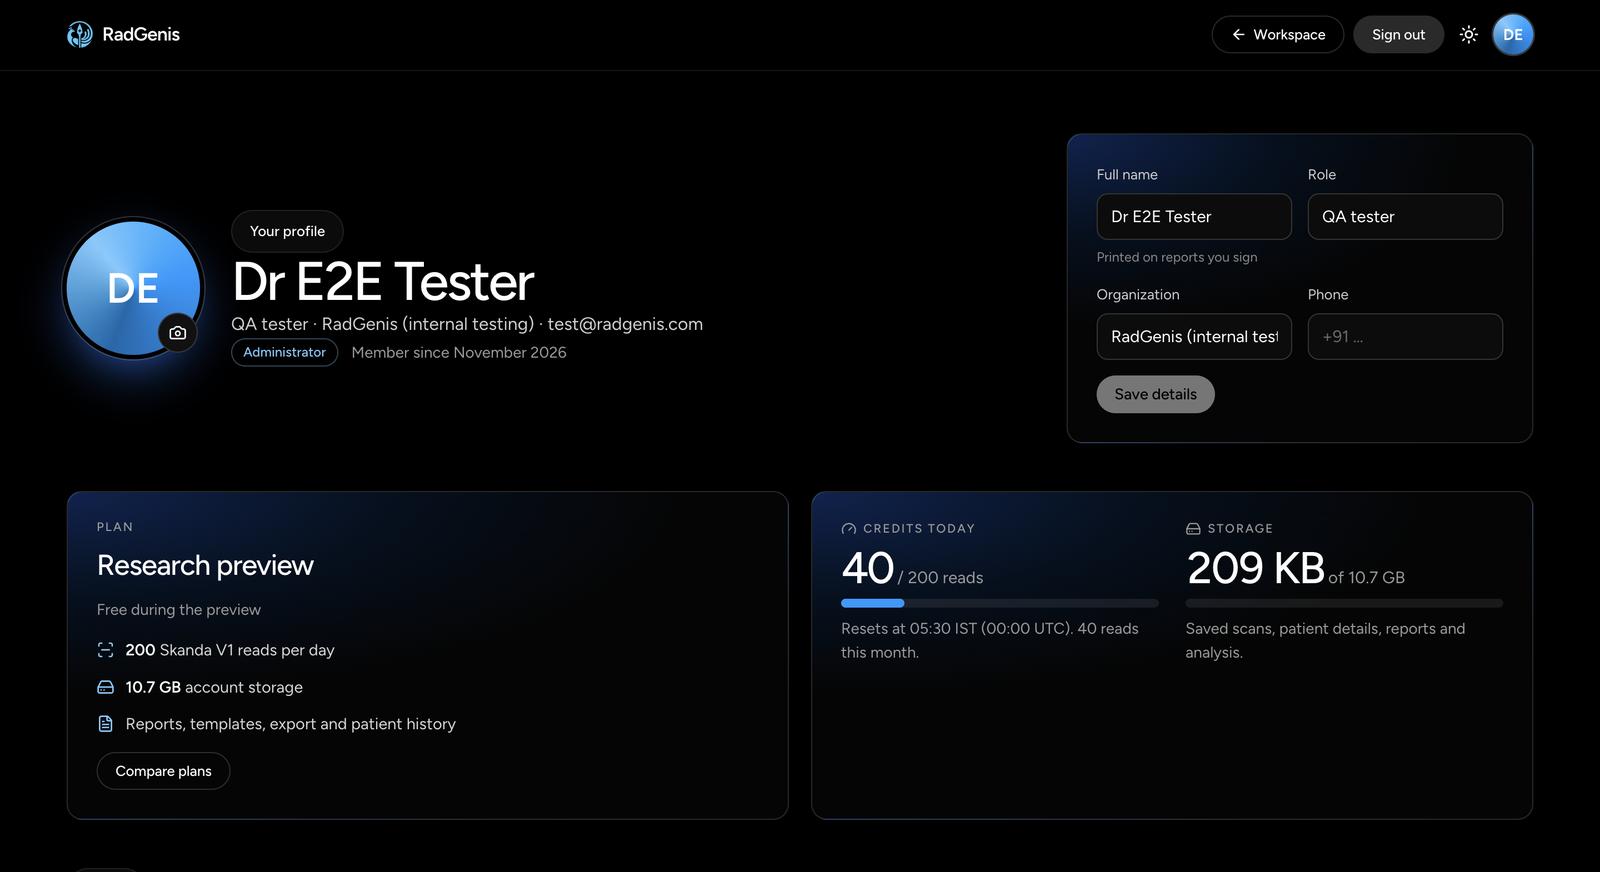 RadGenis
Workspace
Sign out
DE
Your profile
DE
Dr E2E Tester
QA tester · RadGenis (internal testing) · test@radgenis.com
Administrator
Member since November 2026
Full name
Role
Dr E2E Tester
QA tester
Printed on reports you sign
Organization
Phone
RadGenis (internal test
+91 ...
Save details
PLAN
Research preview
Free during the preview
200 Skanda V1 reads per day
10.7 GB account storage
Reports, templates, export and patient history
Compare plans
CREDITS TODAY
40 / 200 reads
Resets at 05:30 IST (00:00 UTC). 40 reads
this month.
STORAGE
209 KB of 10.7 GB
Saved scans, patient details, reports and
analysis.